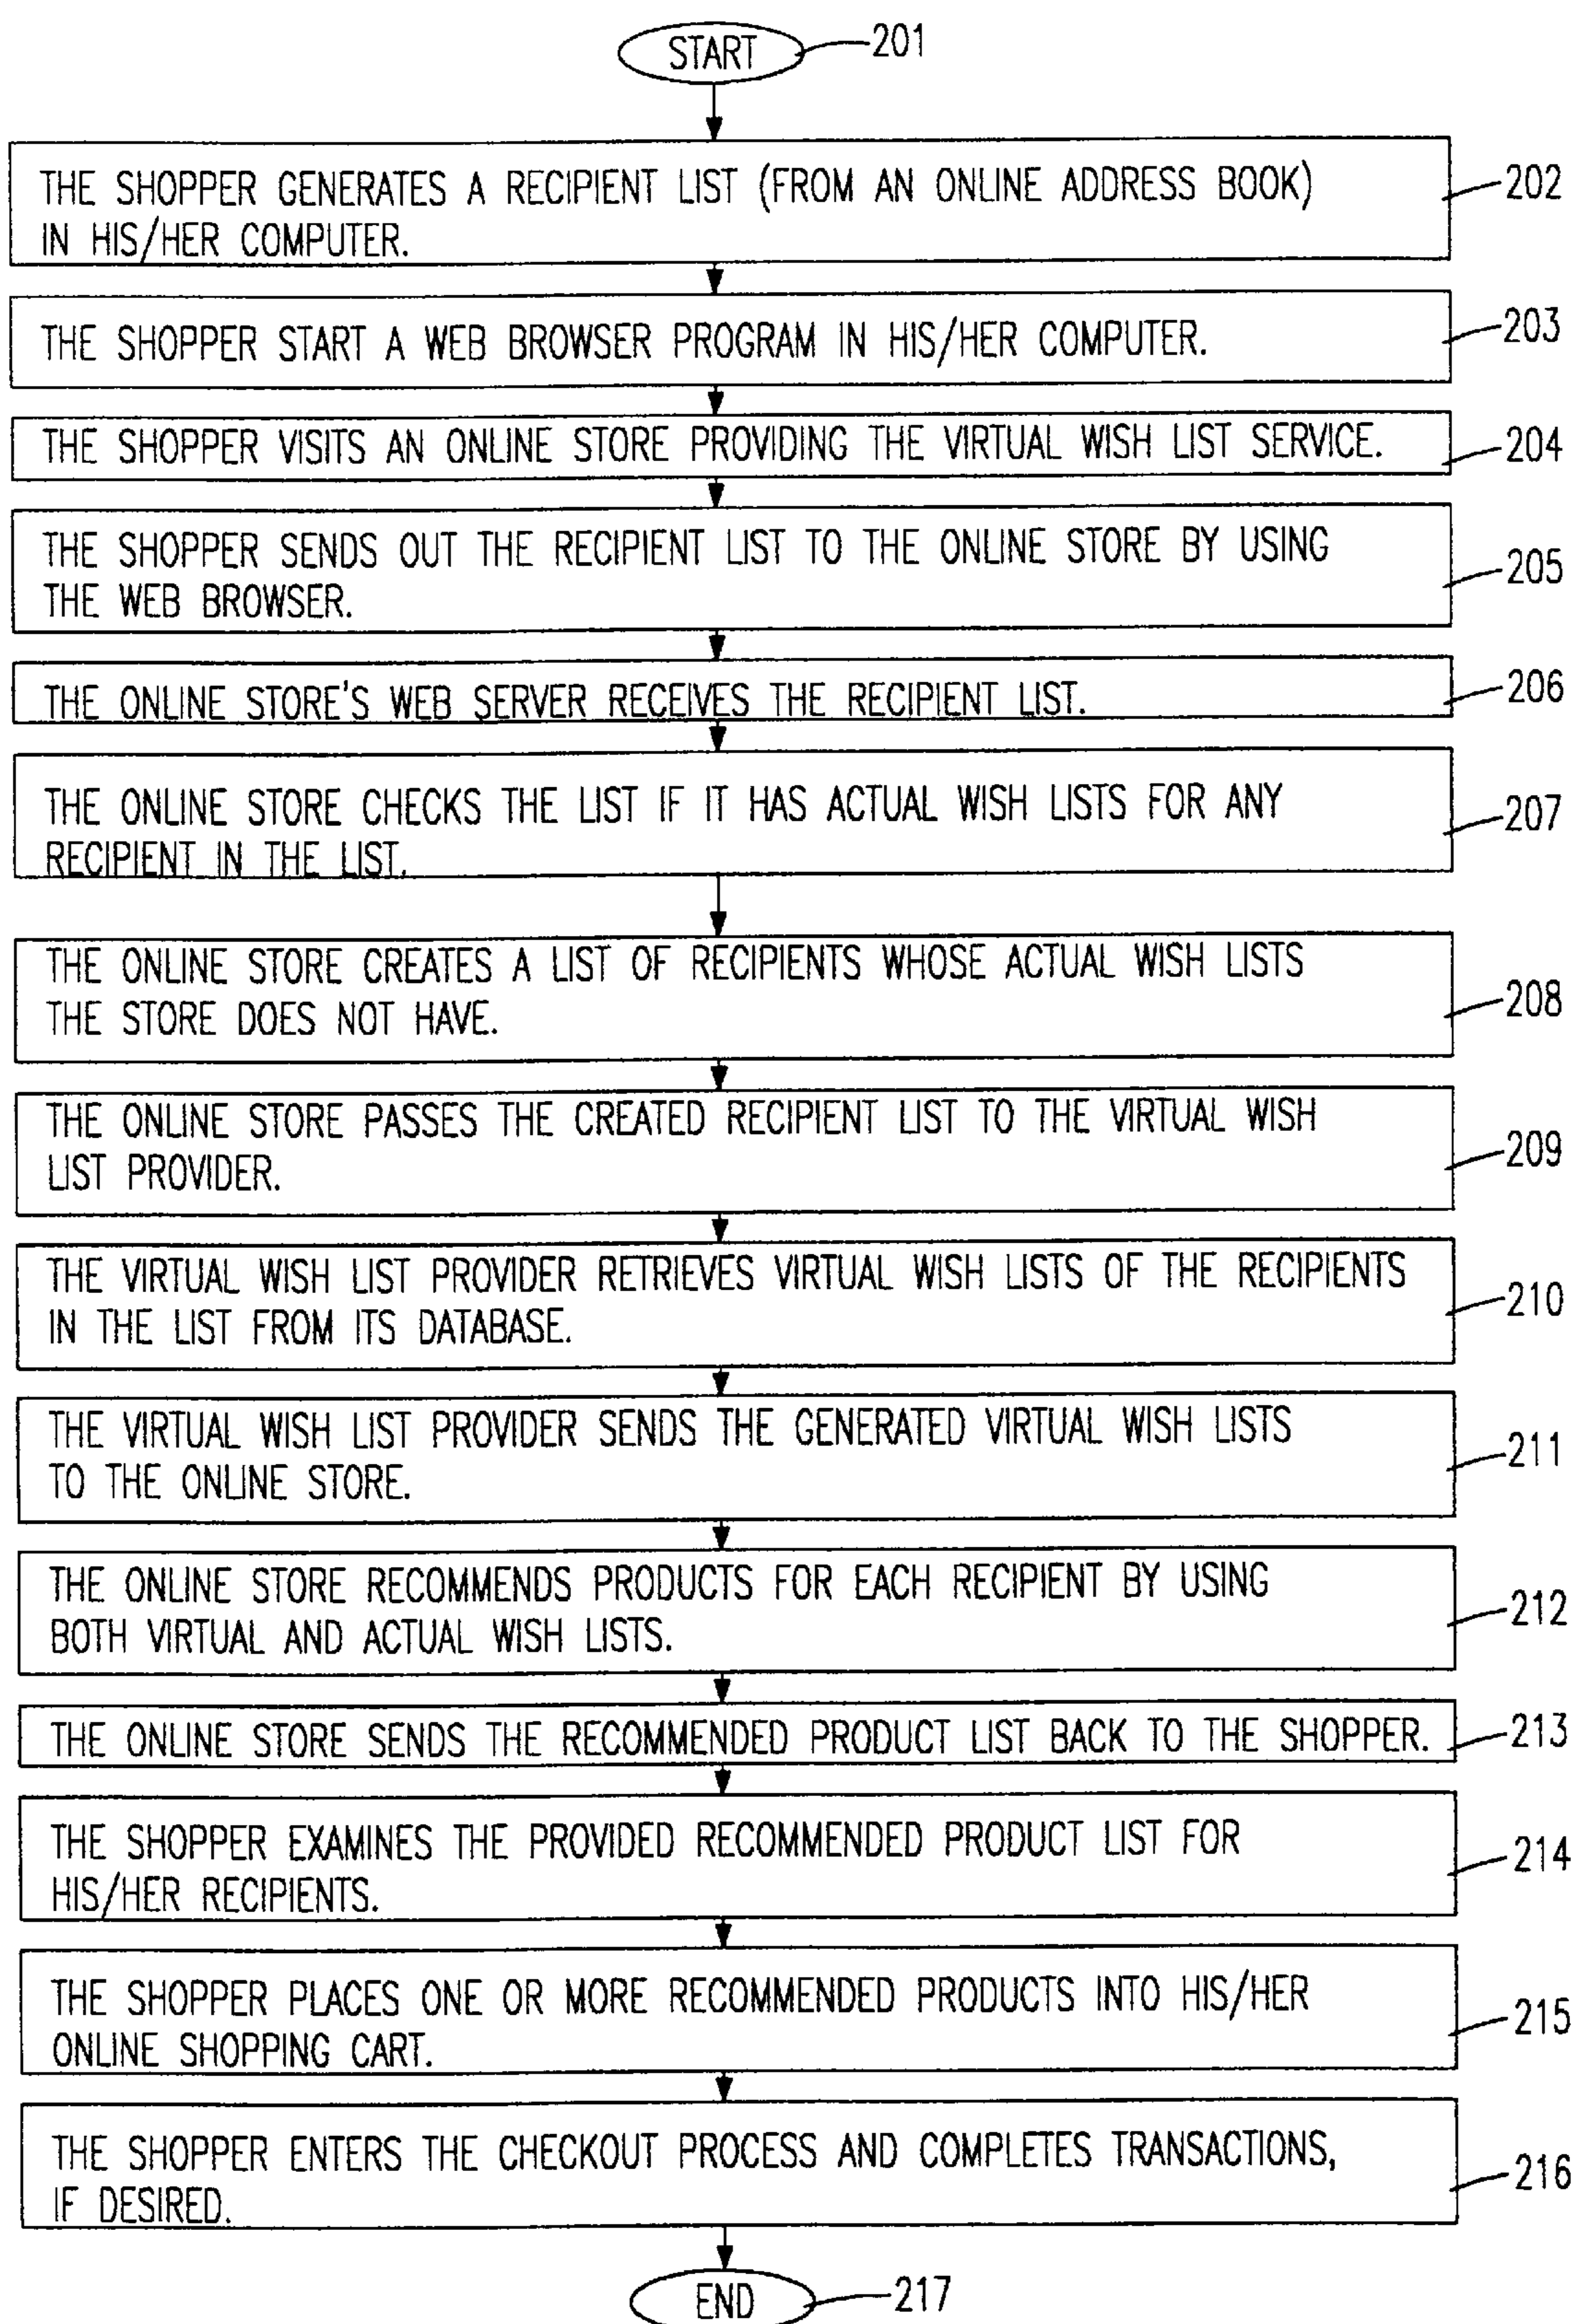 START 201
THE SHOPPER GENERATES A RECIPIENT LIST (FROM AN ONLINE ADDRESS BOOK)
IN HIS/HER COMPUTER.
202
THE SHOPPER START A WEB BROWSER PROGRAM IN HIS/HER COMPUTER.
203
THE SHOPPER VISITS AN ONLINE STORE PROVIDING THE VIRTUAL WISH LIST SERVICE.
204
THE SHOPPER SENDS OUT THE RECIPIENT LIST TO THE ONLINE STORE BY USING
THE WEB BROWSER.
205
THE ONLINE STORE'S WEB SERVER RECEIVES THE RECIPIENT LIST.
206
THE ONLINE STORE CHECKS THE LIST IF IT HAS ACTUAL WISH LISTS FOR ANY
RECIPIENT IN THE LIST.
207
THE ONLINE STORE CREATES A LIST OF RECIPIENTS WHOSE ACTUAL WISH LISTS
THE STORE DOES NOT HAVE.
208
THE ONLINE STORE PASSES THE CREATED RECIPIENT LIST TO THE VIRTUAL WISH
LIST PROVIDER.
209
THE VIRTUAL WISH LIST PROVIDER RETRIEVES VIRTUAL WISH LISTS OF THE RECIPIENTS
IN THE LIST FROM ITS DATABASE.
210
THE VIRTUAL WISH LIST PROVIDER SENDS THE GENERATED VIRTUAL WISH LISTS
TO THE ONLINE STORE.
211
THE ONLINE STORE RECOMMENDS PRODUCTS FOR EACH RECIPIENT BY USING
BOTH VIRTUAL AND ACTUAL WISH LISTS.
212
THE ONLINE STORE SENDS THE RECOMMENDED PRODUCT LIST BACK TO THE SHOPPER.
213
THE SHOPPER EXAMINES THE PROVIDED RECOMMENDED PRODUCT LIST FOR
HIS/HER RECIPIENTS.
214
THE SHOPPER PLACES ONE OR MORE RECOMMENDED PRODUCTS INTO HIS/HER
ONLINE SHOPPING CART.
215
THE SHOPPER ENTERS THE CHECKOUT PROCESS AND COMPLETES TRANSACTIONS,
IF DESIRED.
216
END 217